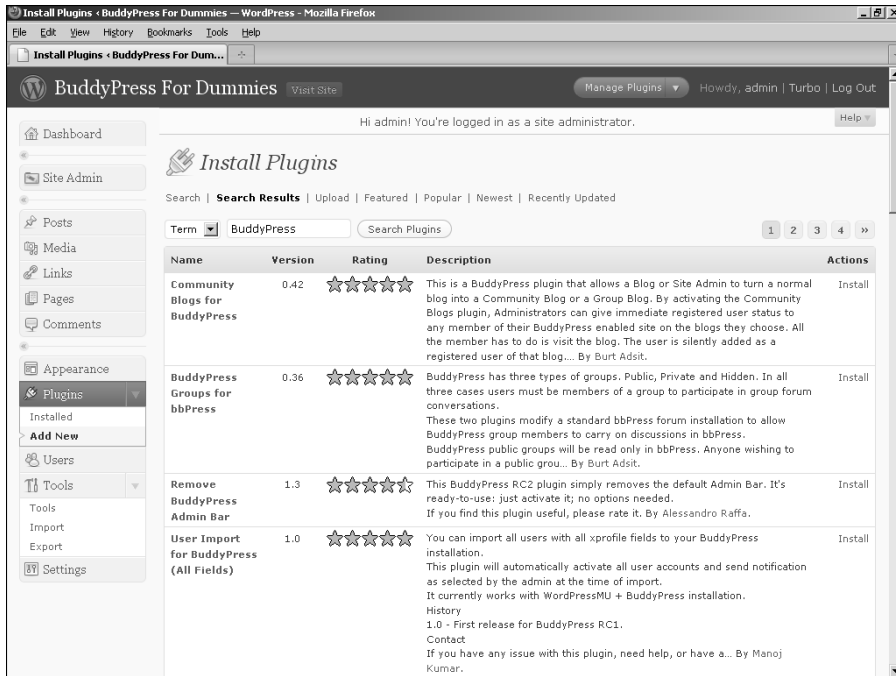 Install Plugins ‹ BuddyPress For Dummies — WordPress - Mozilla Firefox
File Edit View History Bookmarks Tools Help
Install Plugins ‹ BuddyPress For Dum...
BuddyPress For Dummies Visit Site Manage Plugins Howdy, admin | Turbo | Log Out
Hi admin! You're logged in as a site administrator. Help
Dashboard
Site Admin
Posts
Media
Links
Pages
Comments
Appearance
Plugins
Installed
Add New
Users
Tools
Tools
Import
Export
Settings
Install Plugins
Search | Search Results | Upload | Featured | Popular | Newest | Recently Updated
Term BuddyPress Search Plugins 1 2 3 4 »
Name Version Rating Description Actions
Community Blogs for BuddyPress 0.42 This is a BuddyPress plugin that allows a Blog or Site Admin to turn a normal Install
blog into a Community Blog or a Group Blog. By activating the Community
Blogs plugin, Administrators can give immediate registered user status to
any member of their BuddyPress enabled site on the blogs they choose. All
the member has to do is visit the blog. The user is silently added as a
registered user of that blog.... By Burt Adsit.
BuddyPress Groups for bbPress 0.36 BuddyPress has three types of groups. Public, Private and Hidden. In all Install
three cases users must be members of a group to participate in group forum
conversations.
These two plugins modify a standard bbPress forum installation to allow
BuddyPress group members to carry on discussions in bbPress.
BuddyPress public groups will be read only in bbPress. Anyone wishing to
participate in a public grou... By Burt Adsit.
Remove BuddyPress Admin Bar 1.3 This BuddyPress RC2 plugin simply removes the default Admin Bar. It's Install
ready-to-use: just activate it; no options needed.
If you find this plugin useful, please rate it. By Alessandro Raffa.
User Import for BuddyPress (All Fields) 1.0 You can import all users with all xprofile fields to your BuddyPress Install
installation.
This plugin will automatically activate all user accounts and send notification
as selected by the admin at the time of import.
It currently works with WordPressMU + BuddyPress installation.
History
1.0 - First release for BuddyPress RC1.
Contact
If you have any issue with this plugin, need help, or have a... By Manoj
Kumar.